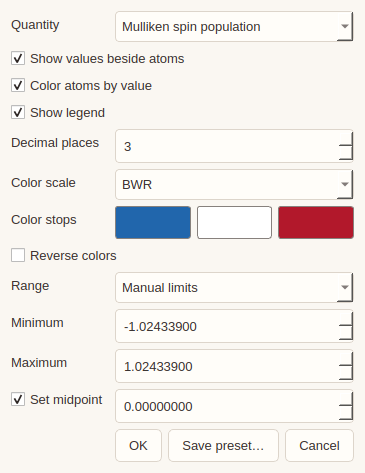 Quantity Mulliken spin population
Show values beside atoms
Color atoms by value
Show legend
Decimal places 3
Color scale BWR
Color stops
Reverse colors
Range Manual limits
Minimum -1.02433900
Maximum 1.02433900
Set midpoint 0.00000000
OK Save preset... Cancel